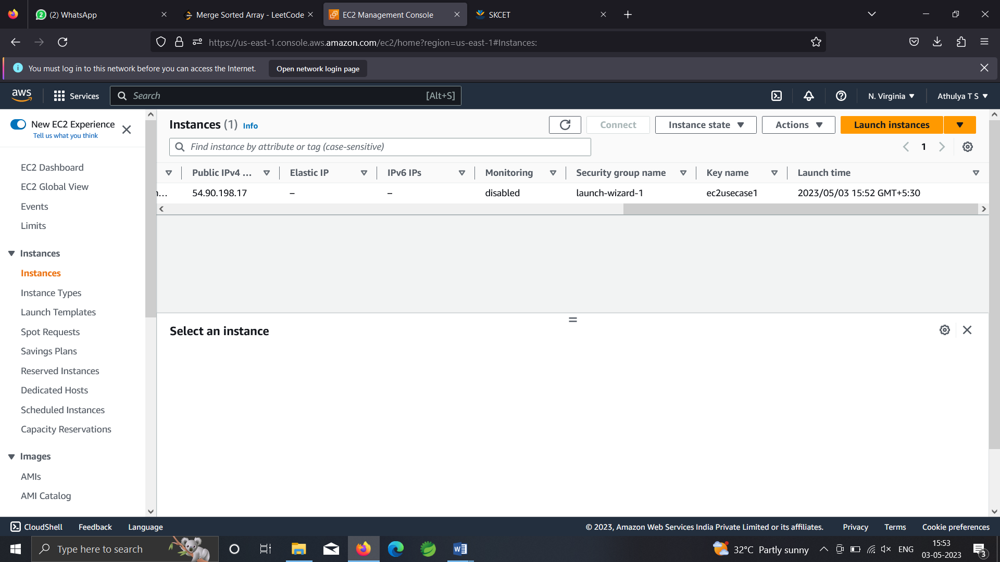 (2) WhatsApp
Merge Sorted Array - LeetCode
EC2 Management Console
SKCET
https://us-east-1.console.aws.amazon.com/ec2/home?region=us-east-1#Instances:
You must log in to this network before you can access the Internet.
Open network login page
aws
Services
Search
[Alt+S]
N. Virginia
Athulya T S
New EC2 Experience
Tell us what you think
EC2 Dashboard
EC2 Global View
Events
Limits
Instances
Instances
Instance Types
Launch Templates
Spot Requests
Savings Plans
Reserved Instances
Dedicated Hosts
Scheduled Instances
Capacity Reservations
Images
AMIs
AMI Catalog
Instances (1) Info
Connect
Instance state
Actions
Launch instances
Find instance by attribute or tag (case-sensitive)
1
Public IPv4 ...
Elastic IP
IPv6 IPs
Monitoring
Security group name
Key name
Launch time
54.90.198.17
–
–
disabled
launch-wizard-1
ec2usecase1
2023/05/03 15:52 GMT+5:30
Select an instance
CloudShell
Feedback
Language
© 2023, Amazon Web Services India Private Limited or its affiliates.
Privacy
Terms
Cookie preferences
Type here to search
32°C Partly sunny
ENG
15:53
03-05-2023
3